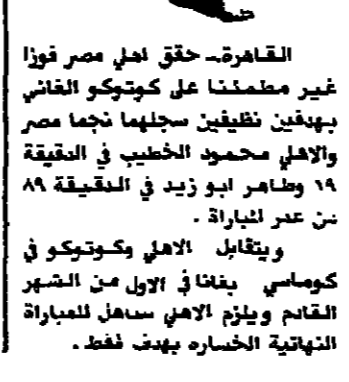 القاهرة ـ حقق اهلي مصر فوزا
غير مطمئنا على كوتوكو الغاني
بهدفين نظيفين سجلهما نجما مصر
والاهلي محمود الخطيب في الدقيقة
١٩ وطاهر ابو زيد في الدقيقة ٨٩
من عمر المباراة .
ويتقابل الاهلي وكوتوكو في
كوماسي بغانا في الاول من الشهر
القادم ويلزم الاهلي للمباراة
النهائية الخساره بهدف فقط .